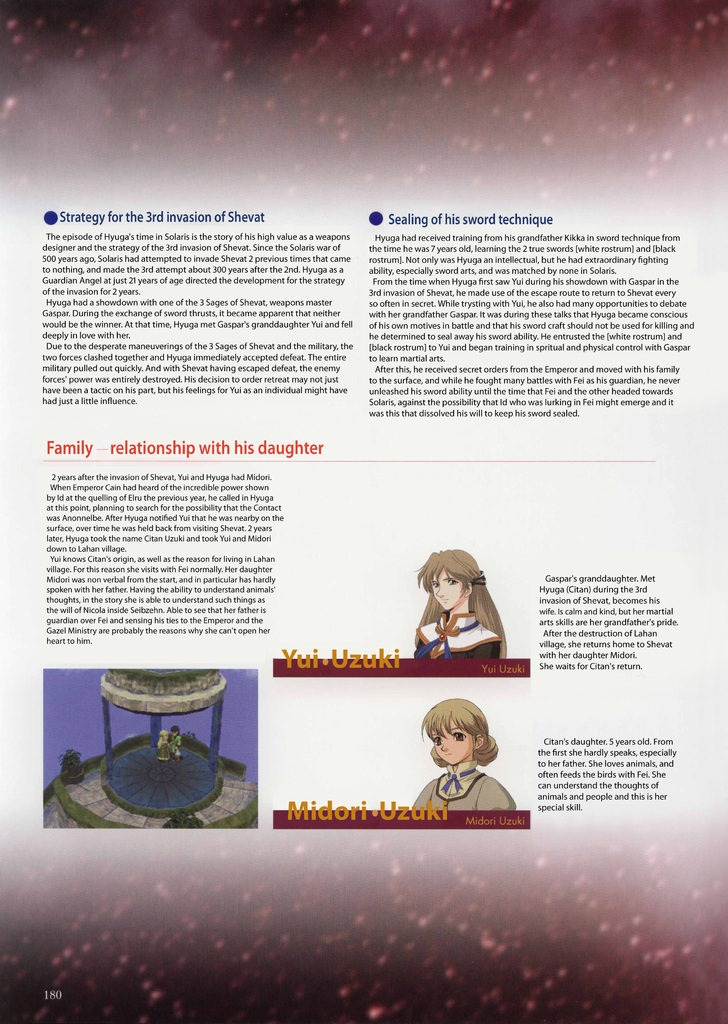 Strategy for the 3rd invasion of Shevat
The episode of Hyuga's time in Solaris is the story of his high value as a weapons
designer and the strategy of the 3rd invasion of Shevat. Since the Solaris war of
500 years ago, Solaris had attempted to invade Shevat 2 previous times that came
to nothing, and made the 3rd attempt about 300 years after the 2nd. Hyuga as a
Guardian Angel at just 21 years of age directed the development for the strategy
of the invasion for 2 years.
Hyuga had a showdown with one of the 3 Sages of Shevat, weapons master
Gaspar. During the exchange of sword thrusts, it became apparent that neither
would be the winner. At that time, Hyuga met Gaspar's granddaughter Yui and fell
deeply in love with her.
Due to the desperate maneuverings of the 3 Sages of Shevat and the military, the
two forces clashed together and Hyuga immediately accepted defeat. The entire
military pulled out quickly. And with Shevat having escaped defeat, the enemy
forces' power was entirely destroyed. His decision to order retreat may not just
have been a tactic on his part, but his feelings for Yui as an individual might have
had just a little influence.
Sealing of his sword technique
Hyuga had received training from his grandfather Kikka in sword technique from
the time he was 7 years old, learning the 2 true swords [white rostrum] and [black
rostrum]. Not only was Hyuga an intellectual, but he had extraordinary fighting
ability, especially sword arts, and was matched by none in Solaris.
From the time when Hyuga first saw Yui during his showdown with Gaspar in the
3rd invasion of Shevat, he made use of the escape route to return to Shevat every
so often in secret. While trysting with Yui, he also had many opportunities to debate
with her grandfather Gaspar. It was during these talks that Hyuga became conscious
of his own motives in battle and that his sword craft should not be used for killing and
he determined to seal away his sword ability. He entrusted the [white rostrum] and
[black rostrum] to Yui and began training in spritual and physical control with Gaspar
to learn martial arts.
After this, he received secret orders from the Emperor and moved with his family
to the surface, and while he fought many battles with Fei as his guardian, he never
unleashed his sword ability until the time that Fei and the other headed towards
Solaris, against the possibility that Id who was lurking in Fei might emerge and it
was this that dissolved his will to keep his sword sealed.
Family — relationship with his daughter
2 years after the invasion of Shevat, Yui and Hyuga had Midori.
When Emperor Cain had heard of the incredible power shown
by Id at the quelling of Elru the previous year, he called in Hyuga
at this point, planning to search for the possibility that the Contact
was Anonnelbe. After Hyuga notified Yui that he was nearby on the
surface, over time he was held back from visiting Shevat. 2 years
later, Hyuga took the name Citan Uzuki and took Yui and Midori
down to Lahan village.
Yui knows Citan's origin, as well as the reason for living in Lahan
village. For this reason she visits with Fei normally. Her daughter
Midori was non verbal from the start, and in particular has hardly
spoken with her father. Having the ability to understand animals'
thoughts, in the story she is able to understand such things as
the will of Nicola inside Seibzehn. Able to see that her father is
guardian over Fei and sensing his ties to the Emperor and the
Gazel Ministry are probably the reasons why she can't open her
heart to him.
Yui•Uzuki
Yui Uzuki
Gaspar's granddaughter. Met
Hyuga (Citan) during the 3rd
invasion of Shevat, becomes his
wife. Is calm and kind, but her martial
arts skills are her grandfather's pride.
After the destruction of Lahan
village, she returns home to Shevat
with her daughter Midori.
She waits for Citan's return.
Midori•Uzuki
Midori Uzuki
Citan's daughter. 5 years old. From
the first she hardly speaks, especially
to her father. She loves animals, and
often feeds the birds with Fei. She
can understand the thoughts of
animals and people and this is her
special skill.
180